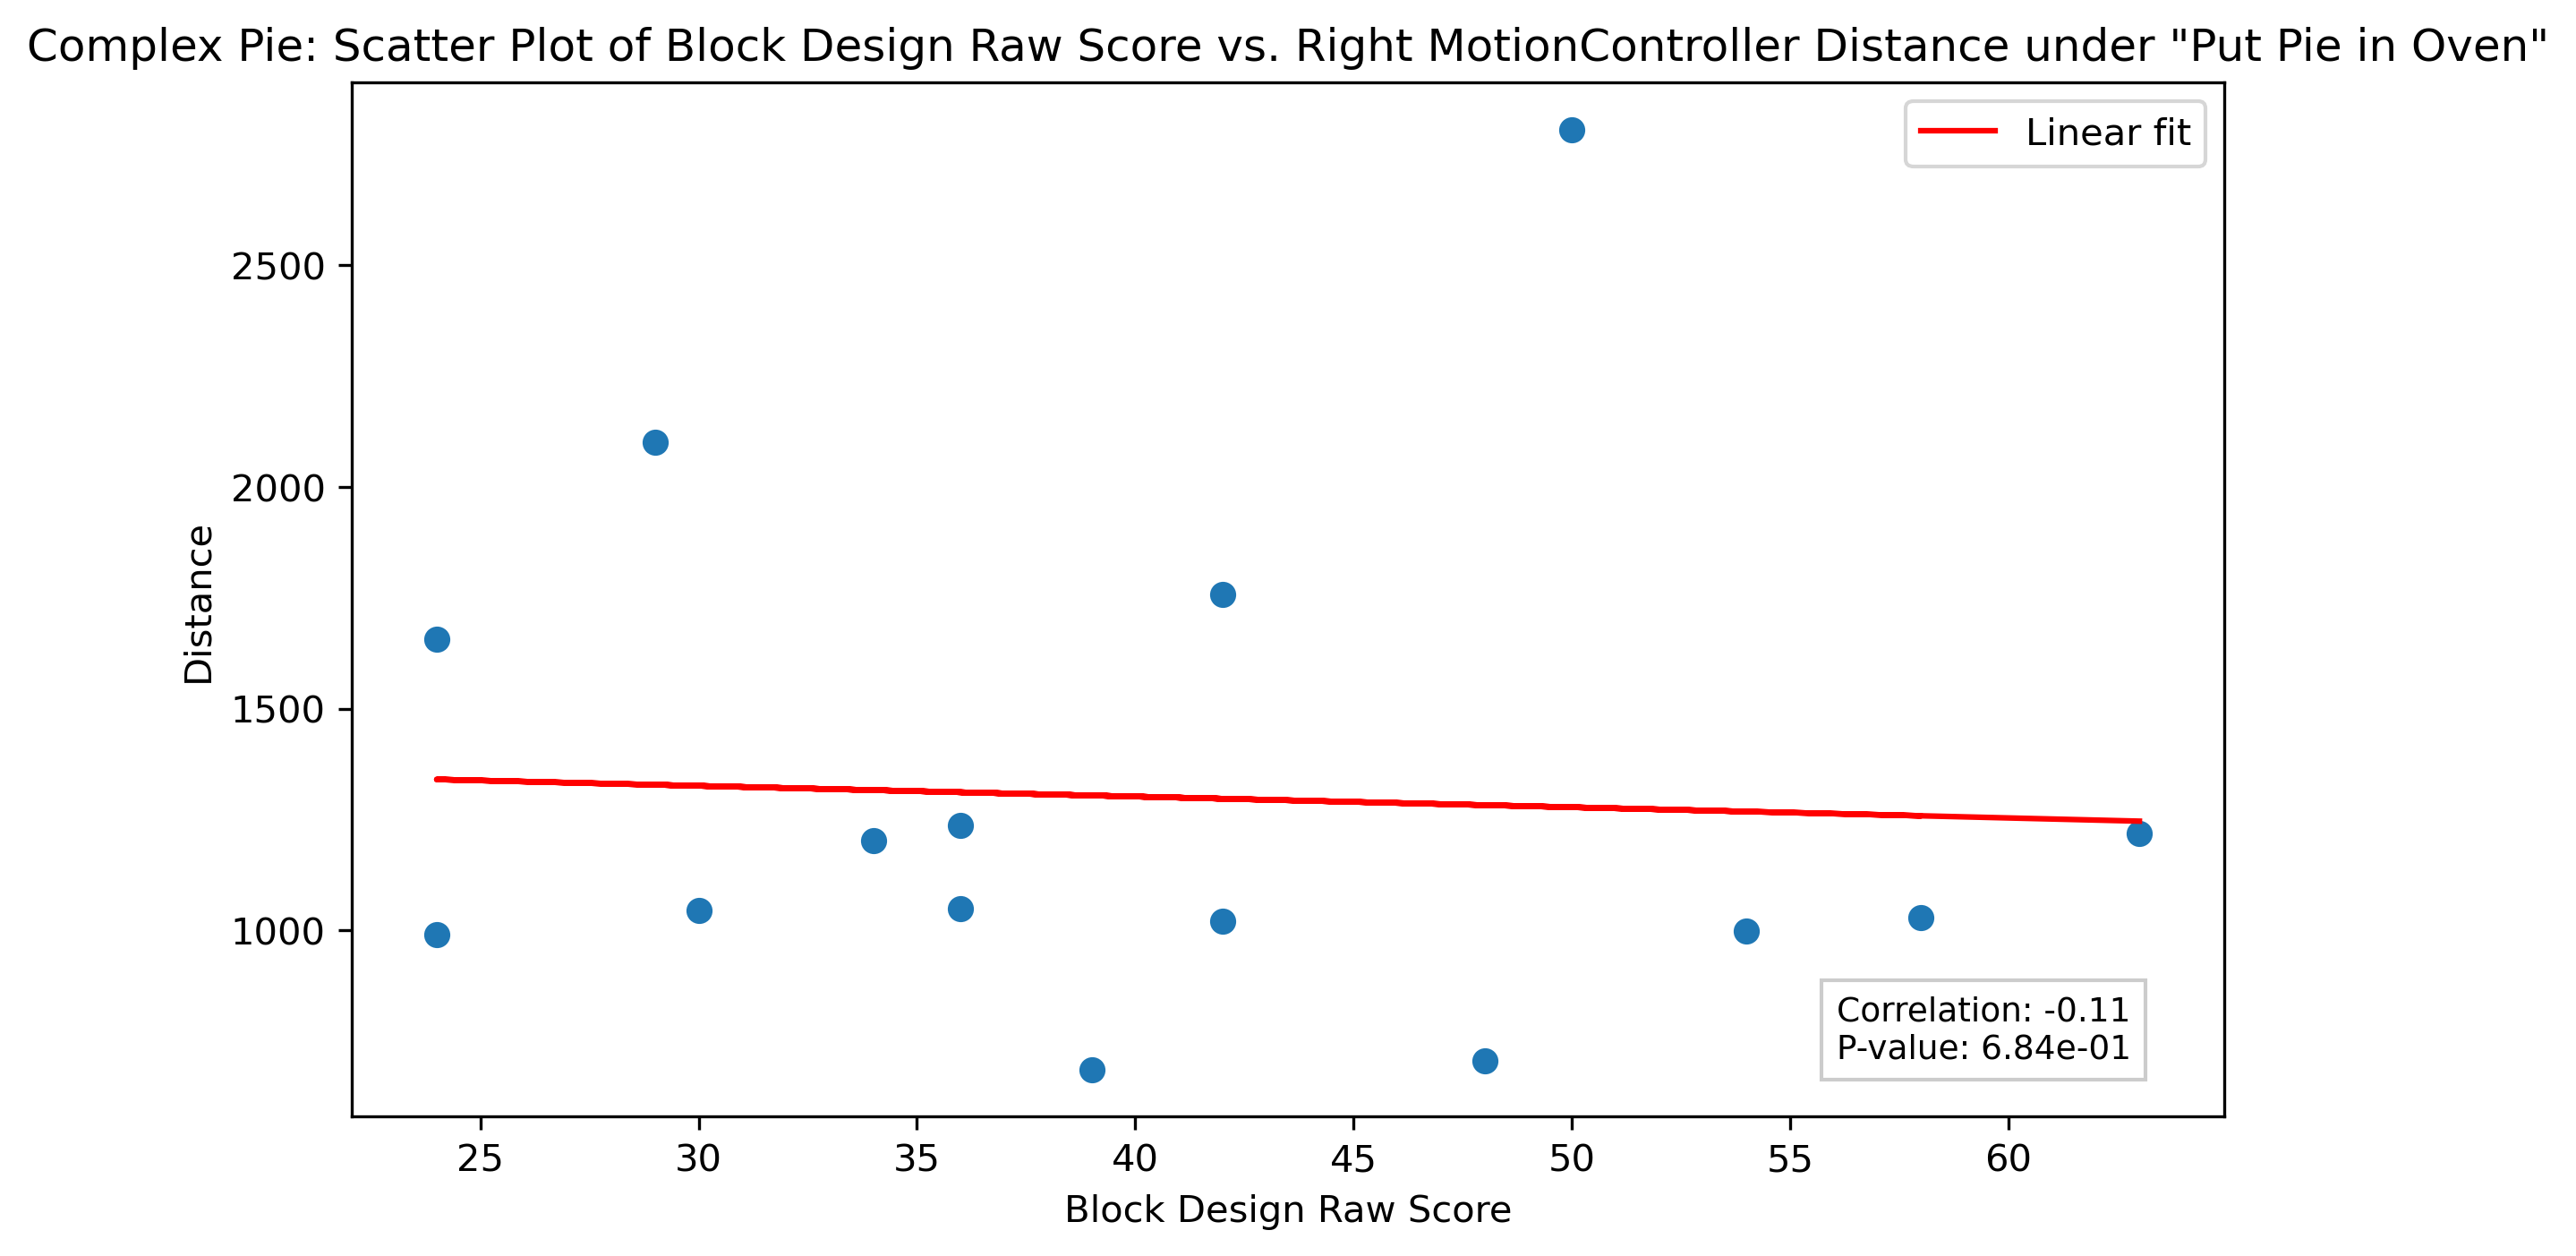 Complex Pie: Scatter Plot of Block Design Raw Score vs. Right MotionController Distance under "Put Pie in Oven"
Linear fit
2500
2000
1500
1000
Distance
Correlation: -0.11
P-value: 6.84e-01
25 30 35 40 45 50 55 60
Block Design Raw Score